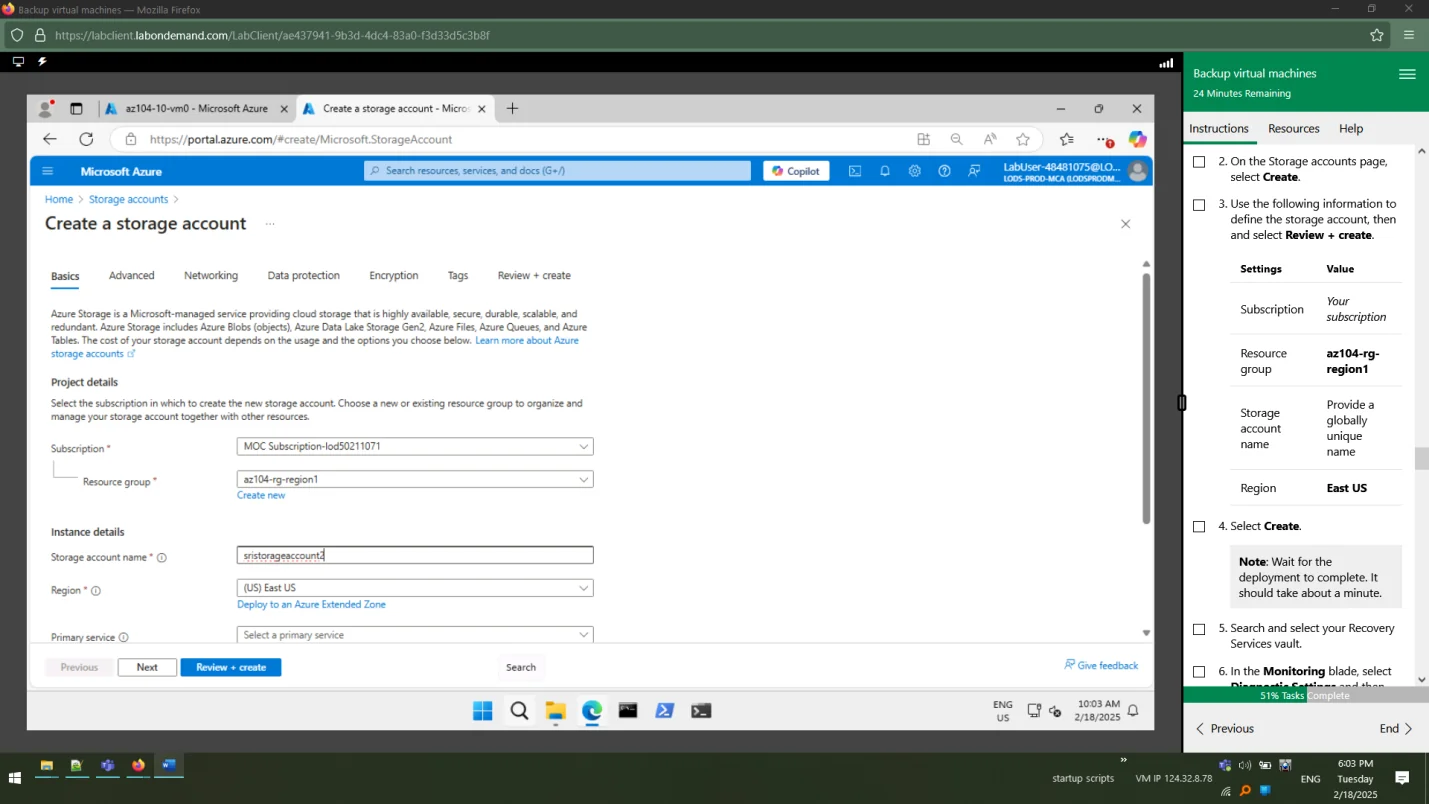 Backup virtual machines — Mozilla Firefox
https://labclient.labondemand.com/LabClient/ae437941-9b3d-4dc4-83a0-f3d33d5c3b8f
az104-10-vm0 - Microsoft Azure
Create a storage account - Micros
https://portal.azure.com/#create/Microsoft.StorageAccount
Microsoft Azure
Search resources, services, and docs (G+/)
Copilot
LabUser-48481075@LO...
LODS-PROD-MCA (LODSPRODM...
Home > Storage accounts >
Create a storage account ...
Basics
Advanced
Networking
Data protection
Encryption
Tags
Review + create
Azure Storage is a Microsoft-managed service providing cloud storage that is highly available, secure, durable, scalable, and
redundant. Azure Storage includes Azure Blobs (objects), Azure Data Lake Storage Gen2, Azure Files, Azure Queues, and Azure
Tables. The cost of your storage account depends on the usage and the options you choose below. Learn more about Azure
storage accounts
Project details
Select the subscription in which to create the new storage account. Choose a new or existing resource group to organize and
manage your storage account together with other resources.
Subscription *
MOC Subscription-lod50211071
Resource group *
az104-rg-region1
Create new
Instance details
Storage account name *
sristorageaccount2
Region *
(US) East US
Deploy to an Azure Extended Zone
Primary service
Select a primary service
Previous
Next
Review + create
Search
Give feedback
ENG
US
10:03 AM
2/18/2025
Backup virtual machines
24 Minutes Remaining
Instructions
Resources
Help
2. On the Storage accounts page,
select Create.
3. Use the following information to
define the storage account, then
and select Review + create.
Settings Value
Subscription
Your
subscription
Resource
group
az104-rg-
region1
Storage
account
name
Provide a
globally
unique
name
Region East US
4. Select Create.
Note: Wait for the
deployment to complete. It
should take about a minute.
5. Search and select your Recovery
Services vault.
6. In the Monitoring blade, select
Diagnostic Settings and then
51% Tasks Complete
< Previous
End >
startup scripts
»
VM IP 124.32.8.78
ENG
6:03 PM
Tuesday
2/18/2025